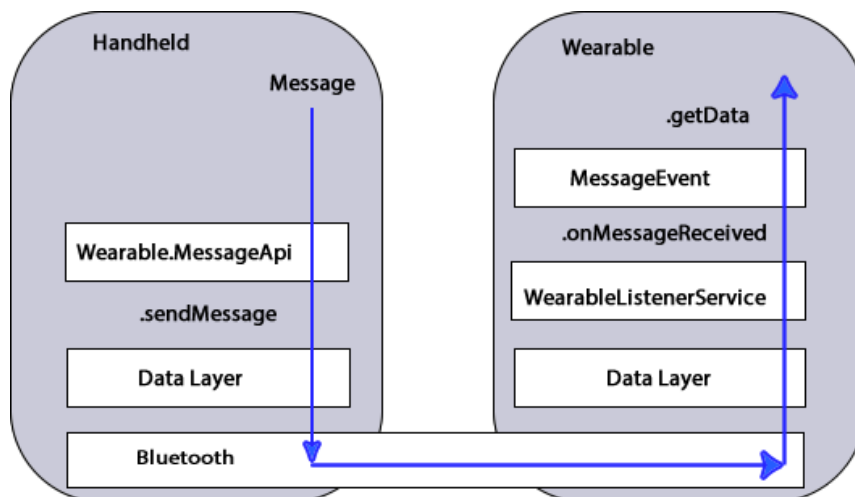 Handheld
Message
Wearable.MessageApi
.sendMessage
Data Layer
Bluetooth
Wearable
.getData
MessageEvent
.onMessageReceived
WearableListenerService
Data Layer